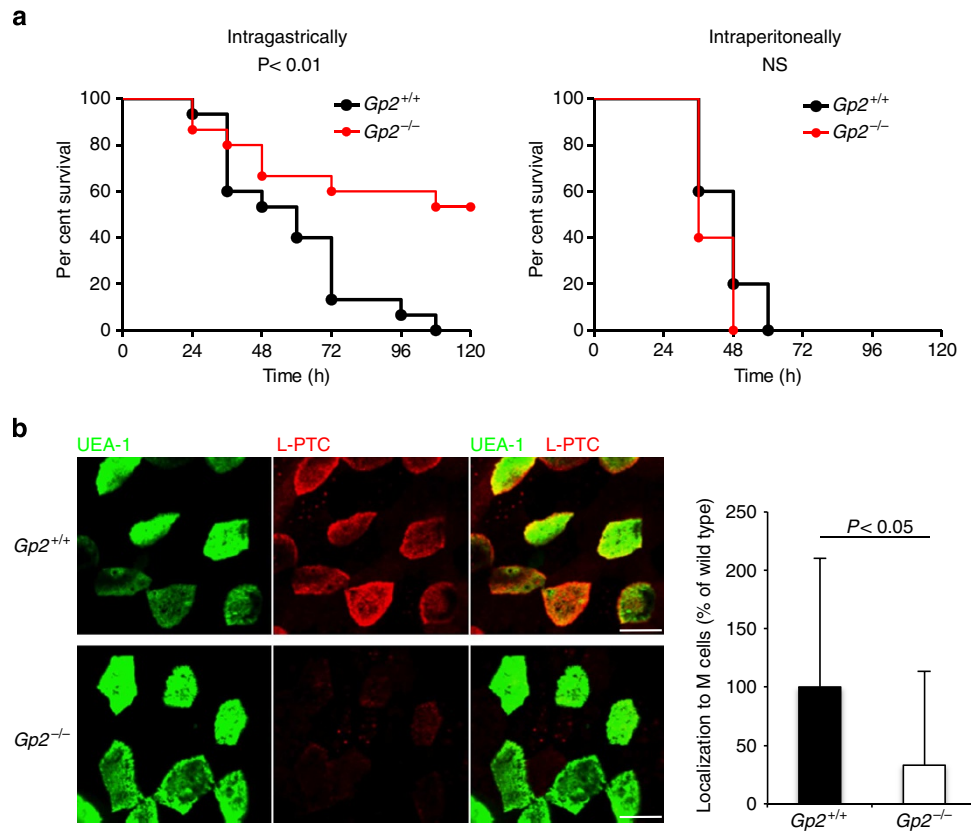 a
Intragastrically
P< 0.01
Per cent survival
100
80
60
40
20
0
0 24 48 72 96 120
Time (h)
Gp2+/+
Gp2−/−
Intraperitoneally
NS
Per cent survival
100
80
60
40
20
0
0 24 48 72 96 120
Time (h)
Gp2+/+
Gp2−/−
b
UEA-1 L-PTC UEA-1 L-PTC
Gp2+/+
Gp2−/−
Localization to M cells (% of wild type)
250
200
150
100
50
0
P< 0.05
Gp2+/+ Gp2−/−